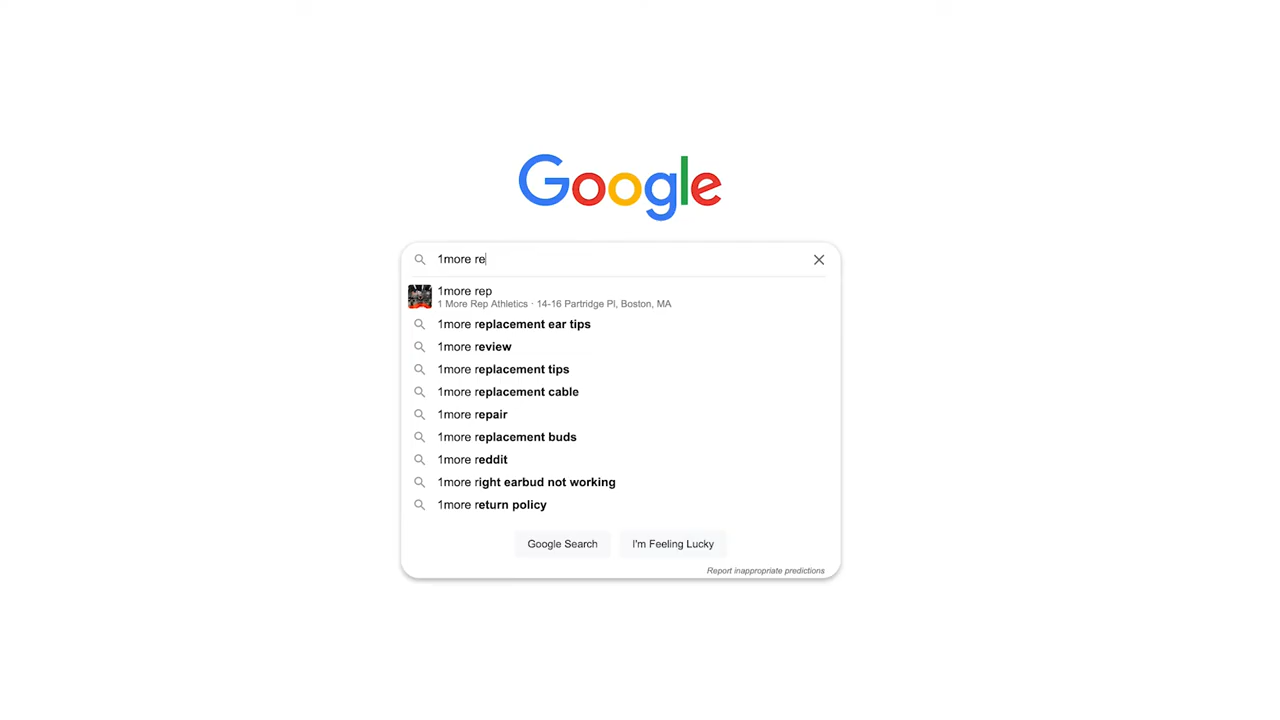 Google
1more re
1more rep
1 More Rep Athletics · 14-16 Partridge Pl, Boston, MA
1more replacement ear tips
1more review
1more replacement tips
1more replacement cable
1more repair
1more replacement buds
1more reddit
1more right earbud not working
1more return policy
Google Search
I'm Feeling Lucky
Report inappropriate predictions